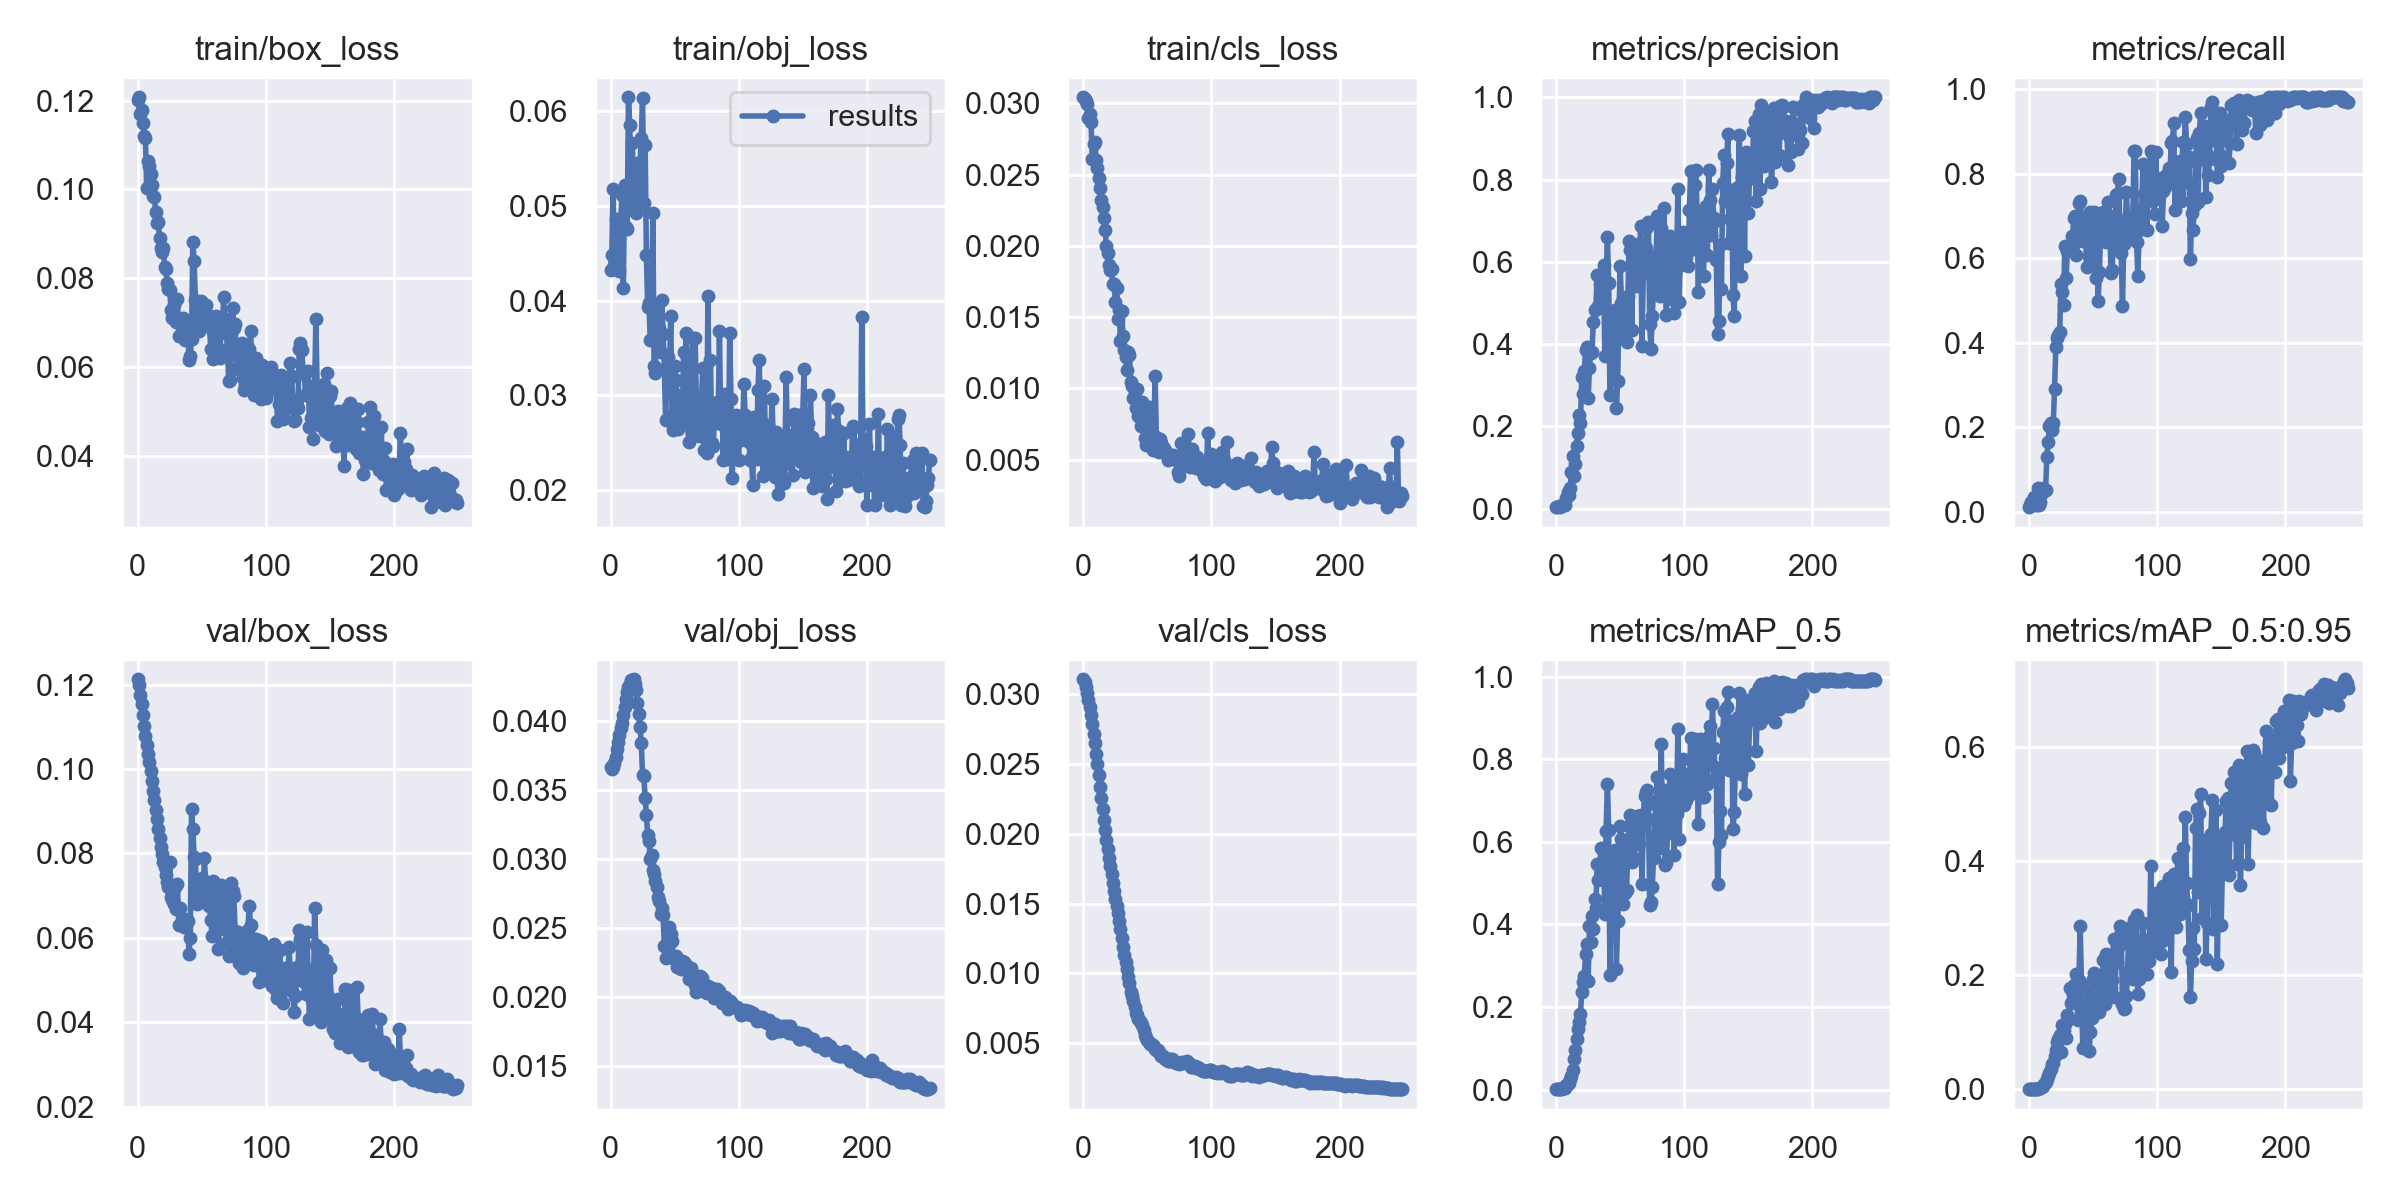 train/box_loss
0.12
0.10
0.08
0.06
0.04
0 100 200
train/obj_loss
results
0.06
0.05
0.04
0.03
0.02
0 100 200
train/cls_loss
0.030
0.025
0.020
0.015
0.010
0.005
0 100 200
metrics/precision
1.0
0.8
0.6
0.4
0.2
0.0
0 100 200
metrics/recall
1.0
0.8
0.6
0.4
0.2
0.0
0 100 200
val/box_loss
0.12
0.10
0.08
0.06
0.04
0.02
0 100 200
val/obj_loss
0.040
0.035
0.030
0.025
0.020
0.015
0 100 200
val/cls_loss
0.030
0.025
0.020
0.015
0.010
0.005
0 100 200
metrics/mAP_0.5
1.0
0.8
0.6
0.4
0.2
0.0
0 100 200
metrics/mAP_0.5:0.95
0.6
0.4
0.2
0.0
0 100 200